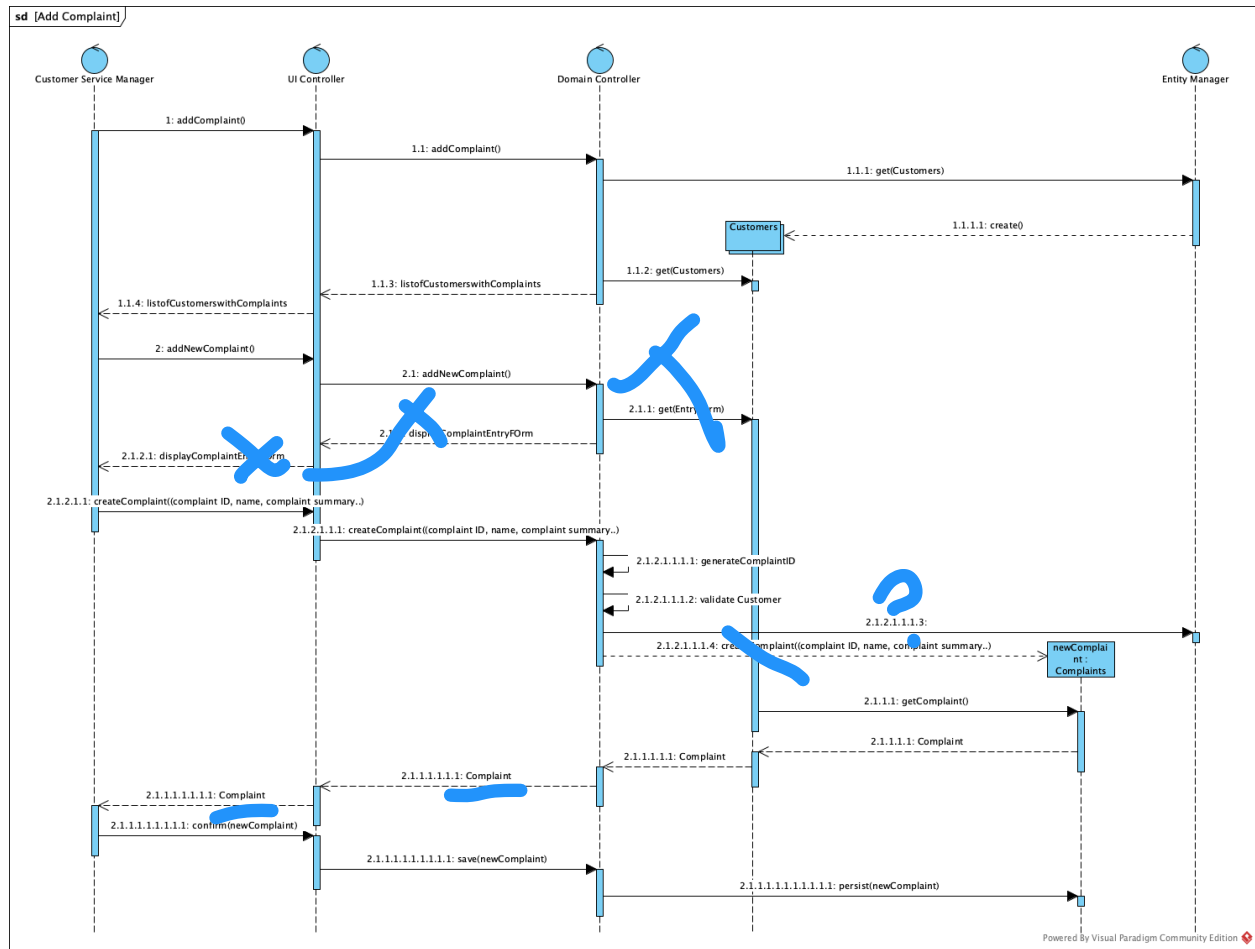 sd [Add Complaint]
Customer Service Manager
UI Controller
Domain Controller
Entity Manager
1: addComplaint()
1.1: addComplaint()
1.1.1: get(Customers)
Customers
1.1.1.1: create()
1.1.2: get(Customers)
1.1.3: listofCustomerswithComplaints
1.1.4: listofCustomerswithComplaints
2: addNewComplaint()
2.1: addNewComplaint()
2.1.1: get(Entry rm)
2.1. displ ComplaintEntryFOrm
2.1.2.1: displayComplaintEn orm
2.1.2.1.1: createComplaint((complaint ID, name, complaint summary..)
2.1.2.1.1.1: createComplaint((complaint ID, name, complaint summary..)
2.1.2.1.1.1.1: generateComplaintID
2.1.2.1.1.1.2: validate Customer
?
2.1.2.1.1.1.3:
2.1.2.1.1.1.4: createComplaint((complaint ID, name, complaint summary..)
newComplai
nt :
Complaints
2.1.1.1: getComplaint()
2.1.1.1.1: Complaint
2.1.1.1.1.1: Complaint
2.1.1.1.1.1.1: Complaint
2.1.1.1.1.1.1.1: Complaint
2.1.1.1.1.1.1.1.1: confirm(newComplaint)
2.1.1.1.1.1.1.1.1.1: save(newComplaint)
2.1.1.1.1.1.1.1.1.1.1: persist(newComplaint)
Powered By Visual Paradigm Community Edition